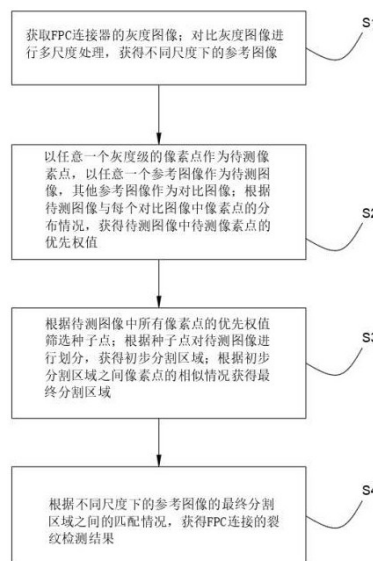 获取FPC连接器的灰度图像；对比灰度图像进
行多尺度处理，获得不同尺度下的参考图像
S1
以任意一个灰度级的像素点作为待测像
素点，以任意一个参考图像作为待测图
像，其他参考图像作为对比图像；根据
待测图像与每个对比图像中像素点的分
布情况，获得待测图像中待测像素点的
优先权值
S2
根据待测图像中所有像素点的优先权值
筛选种子点；根据种子点对待测图像进
行划分，获得初步分割区域；根据初步
分割区域之间像素点的相似情况获得最
终分割区域
S3
根据不同尺度下的参考图像的最终分割
区域之间的匹配情况，获得FPC连接的裂
纹检测结果
S4